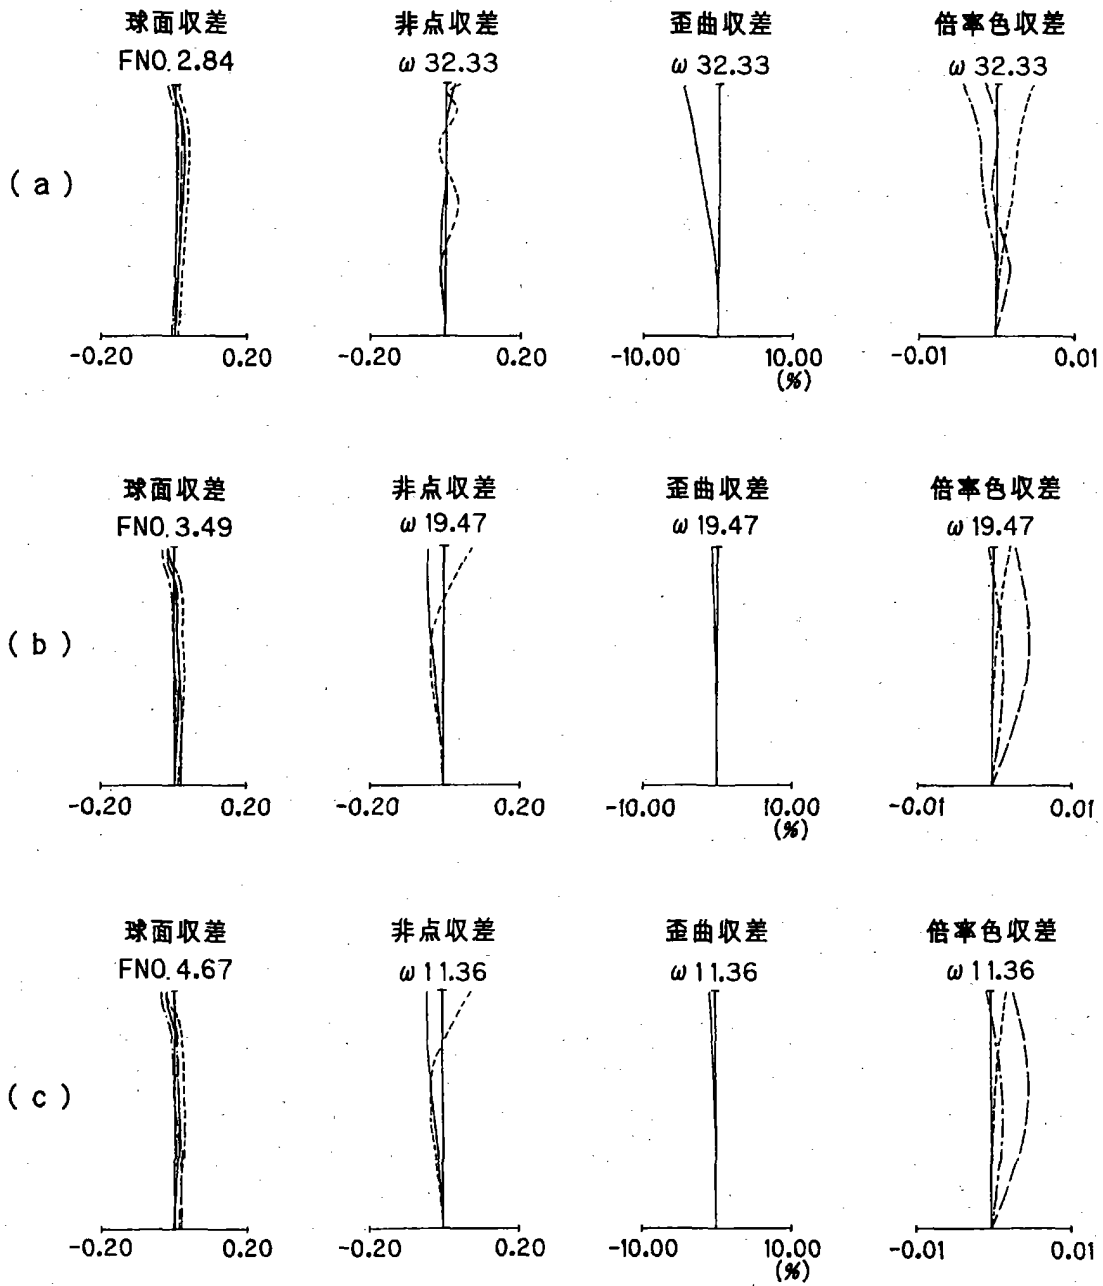 球面収差 非点収差 歪曲収差 倍率色収差
FNO. 2.84 ω 32.33 ω 32.33 ω 32.33
(a)
-0.20 0.20 -0.20 0.20 -10.00 10.00 -0.01 0.01
(%)
球面収差 非点収差 歪曲収差 倍率色収差
FNO. 3.49 ω 19.47 ω 19.47 ω 19.47
(b)
-0.20 0.20 -0.20 0.20 -10.00 10.00 -0.01 0.01
(%)
球面収差 非点収差 歪曲収差 倍率色収差
FNO. 4.67 ω 11.36 ω 11.36 ω 11.36
(c)
-0.20 0.20 -0.20 0.20 -10.00 10.00 -0.01 0.01
(%)